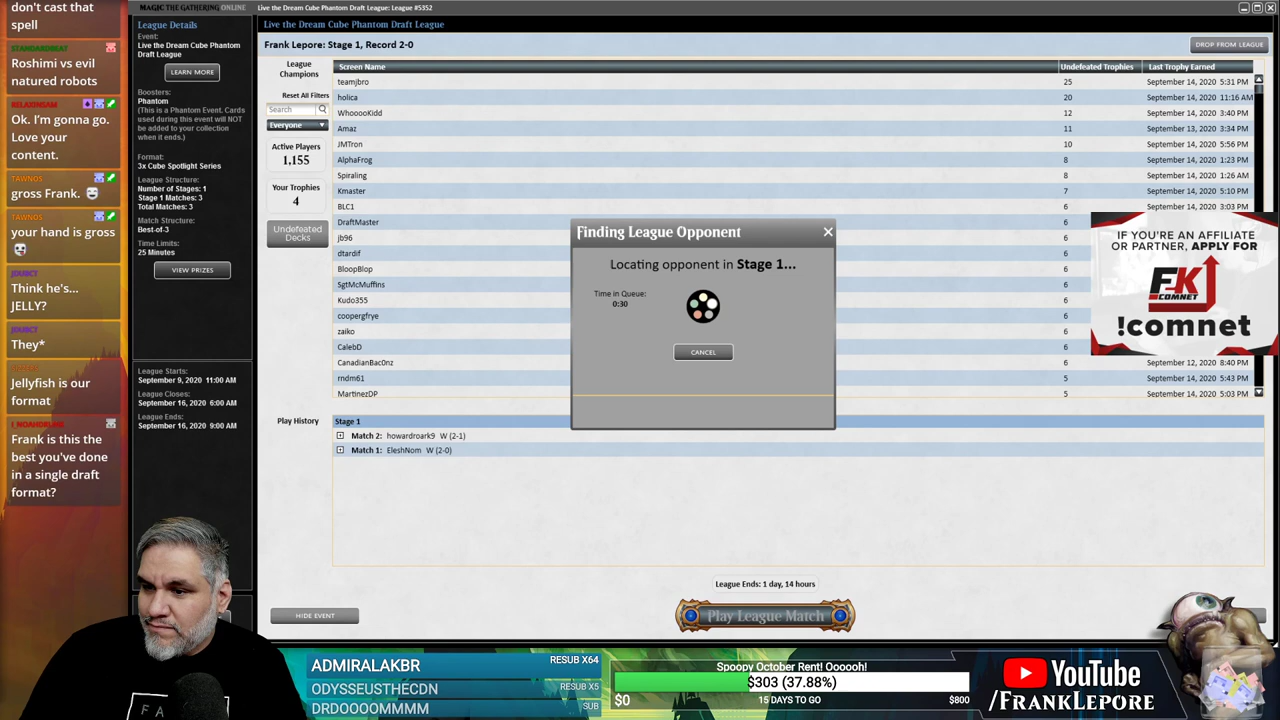 don't cast that
spell
STANDARDBEAT
Roshimi vs evil
natured robots
RELAXINSAM
Ok. I'm gonna go.
Love your
content.
TAWNOS
gross Frank.
TAWNOS
your hand is gross
JDUBCT
Think he's...
JELLY?
JDUBCT
They*
Jellyfish is our
format
I_NOAHDRUMS
Frank is this the
best you've done
in a single draft
format?
MAGIC THE GATHERING ONLINE
Live the Dream Cube Phantom Draft League: League #5352
League Details
Event:
Live the Dream Cube Phantom
Draft League
LEARN MORE
Boosters:
Phantom
(This is a Phantom Event. Cards
used during this event will NOT
be added to your collection
when it ends.)
Format:
3x Cube Spotlight Series
League Structure:
Number of Stages: 1
Stage 1 Matches: 3
Total Matches: 3
Match Structure:
Best-of-3
Time Limits:
25 Minutes
VIEW PRIZES
League Starts:
September 9, 2020 11:00 AM
League Closes:
September 16, 2020 6:00 AM
League Ends:
September 16, 2020 9:00 AM
Live the Dream Cube Phantom Draft League
Frank Lepore: Stage 1, Record 2-0
DROP FROM LEAGUE
League
Champions
Reset All Filters
Search
Everyone
Active Players
1,155
Your Trophies
4
Undefeated
Decks
Screen Name Undefeated Trophies Last Trophy Earned
teamjbro 25 September 14, 2020 5:31 PM
holica 20 September 14, 2020 11:16 AM
WhooooKidd 12 September 14, 2020 3:40 PM
Amaz 11 September 13, 2020 3:34 PM
JMTron 10 September 14, 2020 5:56 PM
AlphaFrog 8 September 14, 2020 1:23 PM
Spiraling 8 September 14, 2020 1:26 AM
Kmaster 7 September 14, 2020 5:10 PM
BLC1 6 September 14, 2020 3:03 PM
DraftMaster 6
jb96 6
dtardif 6
BloopBlop 6
SgtMcMuffins 6
Kudo355 6
coopergfrye 6
zaiko 6
CalebD 6
CanadianBac0nz 6 September 12, 2020 8:40 PM
rndm61 5 September 14, 2020 5:43 PM
MartinezDP 5 September 14, 2020 5:03 PM
Finding League Opponent
Locating opponent in Stage 1...
Time in Queue:
0:30
CANCEL
IF YOU'RE AN AFFILIATE
OR PARTNER, APPLY FOR
F2K
COMNET
!comnet
Play History
Stage 1
Match 2: howardroark9 W (2-1)
Match 1: EleshNom W (2-0)
League Ends: 1 day, 14 hours
HIDE EVENT
Play League Match
FA
ADMIRALAKBR RESUB X64
ODYSSEUSTHECDN RESUB X5
DRDOOOOMMMM SUB
Spoopy October Rent! Oooooh!
$303 (37.88%)
$0 15 DAYS TO GO $800
YouTube
/FRANKLEPORE